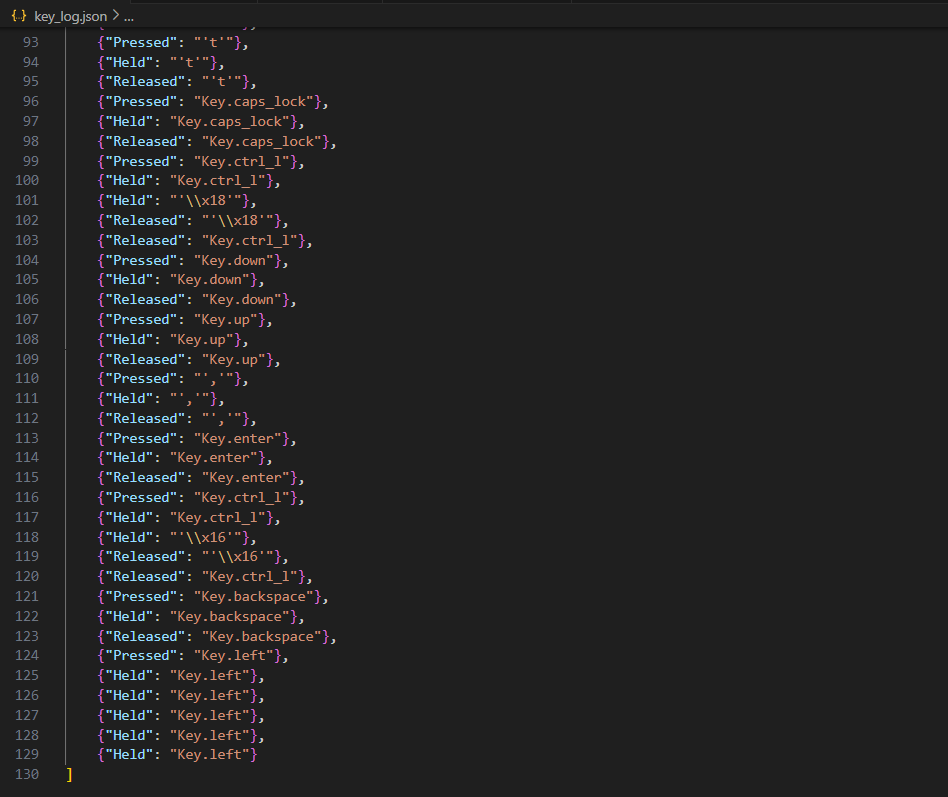 {..} key_log.json > ...
93 {"Pressed": "'t'"},
94 {"Held": "'t'"},
95 {"Released": "'t'"},
96 {"Pressed": "Key.caps_lock"},
97 {"Held": "Key.caps_lock"},
98 {"Released": "Key.caps_lock"},
99 {"Pressed": "Key.ctrl_l"},
100 {"Held": "Key.ctrl_l"},
101 {"Held": "'\\x18'"},
102 {"Released": "'\\x18'"},
103 {"Released": "Key.ctrl_l"},
104 {"Pressed": "Key.down"},
105 {"Held": "Key.down"},
106 {"Released": "Key.down"},
107 {"Pressed": "Key.up"},
108 {"Held": "Key.up"},
109 {"Released": "Key.up"},
110 {"Pressed": "','"},
111 {"Held": "','"},
112 {"Released": "','"},
113 {"Pressed": "Key.enter"},
114 {"Held": "Key.enter"},
115 {"Released": "Key.enter"},
116 {"Pressed": "Key.ctrl_l"},
117 {"Held": "Key.ctrl_l"},
118 {"Held": "'\\x16'"},
119 {"Released": "'\\x16'"},
120 {"Released": "Key.ctrl_l"},
121 {"Pressed": "Key.backspace"},
122 {"Held": "Key.backspace"},
123 {"Released": "Key.backspace"},
124 {"Pressed": "Key.left"},
125 {"Held": "Key.left"},
126 {"Held": "Key.left"},
127 {"Held": "Key.left"},
128 {"Held": "Key.left"},
129 {"Held": "Key.left"}
130 ]